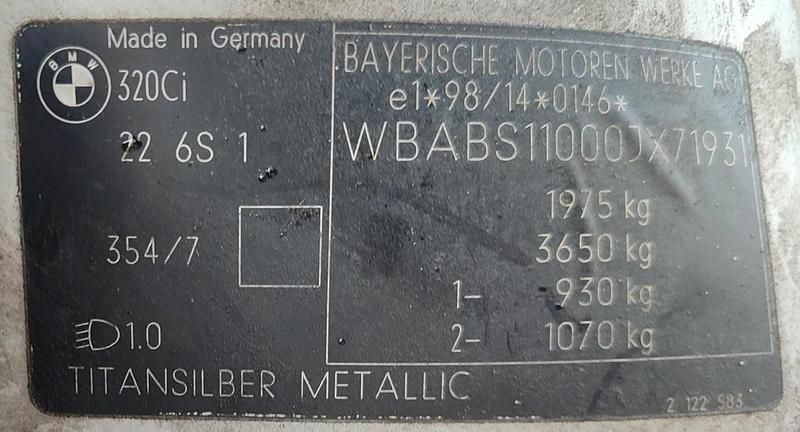 Made in Germany
BMW
320Ci
22 6S 1
354/7
1.0
TITANSILBER METALLIC
BAYERISCHE MOTOREN WERKE AG
e1*98/14*0146*
WBABS11000JX71931
1975 kg
3650 kg
1- 930 kg
2- 1070 kg
2 122 583